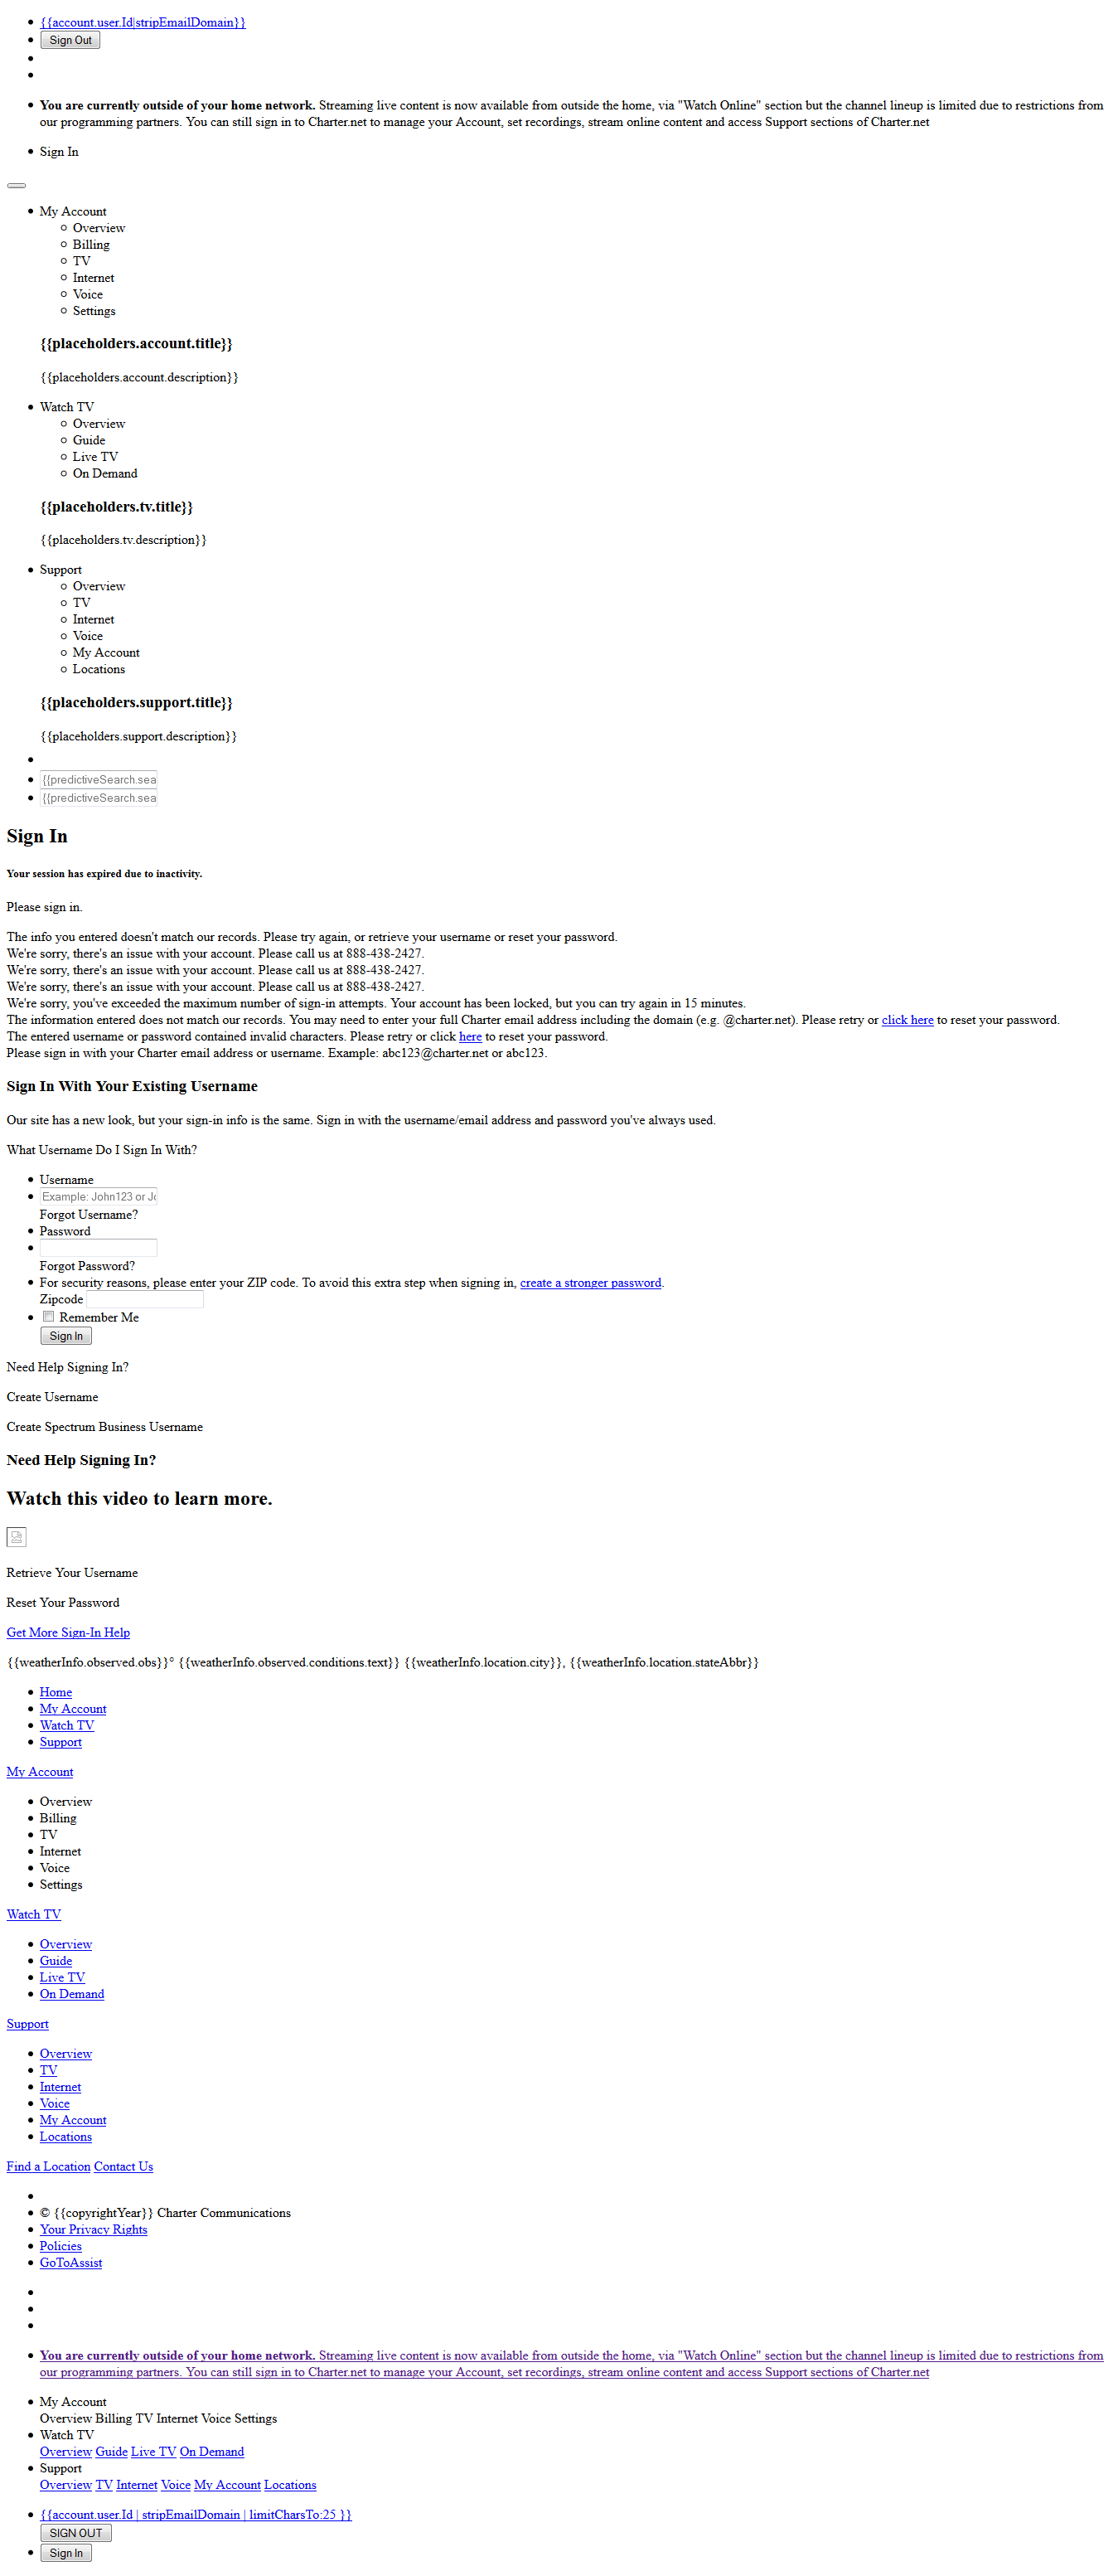 {{account.user.Id|stripEmailDomain}}
Sign Out
You are currently outside of your home network. Streaming live content is now available from outside the home, via "Watch Online" section but the channel lineup is limited due to restrictions from
our programming partners. You can still sign in to Charter.net to manage your Account, set recordings, stream online content and access Support sections of Charter.net
Sign In
My Account
Overview
Billing
TV
Internet
Voice
Settings
{{placeholders.account.title}}
{{placeholders.account.description}}
Watch TV
Overview
Guide
Live TV
On Demand
{{placeholders.tv.title}}
{{placeholders.tv.description}}
Support
Overview
TV
Internet
Voice
My Account
Locations
{{placeholders.support.title}}
{{placeholders.support.description}}
{{predictiveSearch.sea
{{predictiveSearch.sea
Sign In
Your session has expired due to inactivity.
Please sign in.
The info you entered doesn't match our records. Please try again, or retrieve your username or reset your password.
We're sorry, there's an issue with your account. Please call us at 888-438-2427.
We're sorry, there's an issue with your account. Please call us at 888-438-2427.
We're sorry, there's an issue with your account. Please call us at 888-438-2427.
We're sorry, you've exceeded the maximum number of sign-in attempts. Your account has been locked, but you can try again in 15 minutes.
The information entered does not match our records. You may need to enter your full Charter email address including the domain (e.g. @charter.net). Please retry or click here to reset your password.
The entered username or password contained invalid characters. Please retry or click here to reset your password.
Please sign in with your Charter email address or username. Example: abc123@charter.net or abc123.
Sign In With Your Existing Username
Our site has a new look, but your sign-in info is the same. Sign in with the username/email address and password you've always used.
What Username Do I Sign In With?
Username
Example: John123 or Jo
Forgot Username?
Password
Forgot Password?
For security reasons, please enter your ZIP code. To avoid this extra step when signing in, create a stronger password.
Zipcode
Remember Me
Sign In
Need Help Signing In?
Create Username
Create Spectrum Business Username
Need Help Signing In?
Watch this video to learn more.
Retrieve Your Username
Reset Your Password
Get More Sign-In Help
{{weatherInfo.observed.obs}}° {{weatherInfo.observed.conditions.text}} {{weatherInfo.location.city}}, {{weatherInfo.location.stateAbbr}}
Home
My Account
Watch TV
Support
My Account
Overview
Billing
TV
Internet
Voice
Settings
Watch TV
Overview
Guide
Live TV
On Demand
Support
Overview
TV
Internet
Voice
My Account
Locations
Find a Location Contact Us
© {{copyrightYear}} Charter Communications
Your Privacy Rights
Policies
GoToAssist
You are currently outside of your home network. Streaming live content is now available from outside the home, via "Watch Online" section but the channel lineup is limited due to restrictions from
our programming partners. You can still sign in to Charter.net to manage your Account, set recordings, stream online content and access Support sections of Charter.net
My Account
Overview Billing TV Internet Voice Settings
Watch TV
Overview Guide Live TV On Demand
Support
Overview TV Internet Voice My Account Locations
{{account.user.Id | stripEmailDomain | limitCharsTo:25 }}
SIGN OUT
Sign In